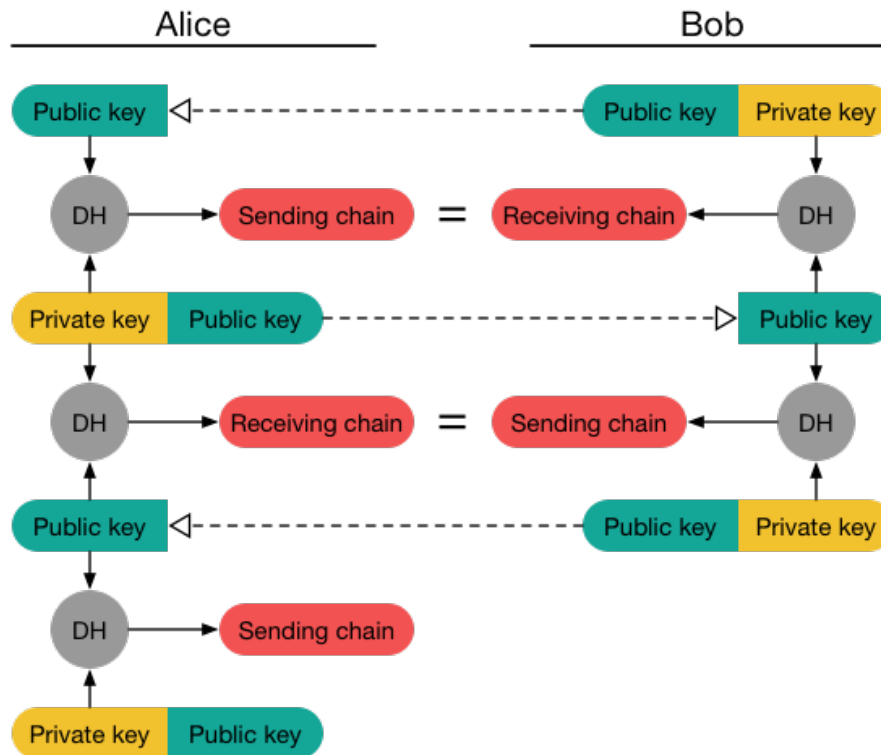 Alice Bob
Public key Public key Private key
DH Sending chain = Receiving chain DH
Private key Public key Public key
DH Receiving chain = Sending chain DH
Public key Public key Private key
DH Sending chain
Private key Public key